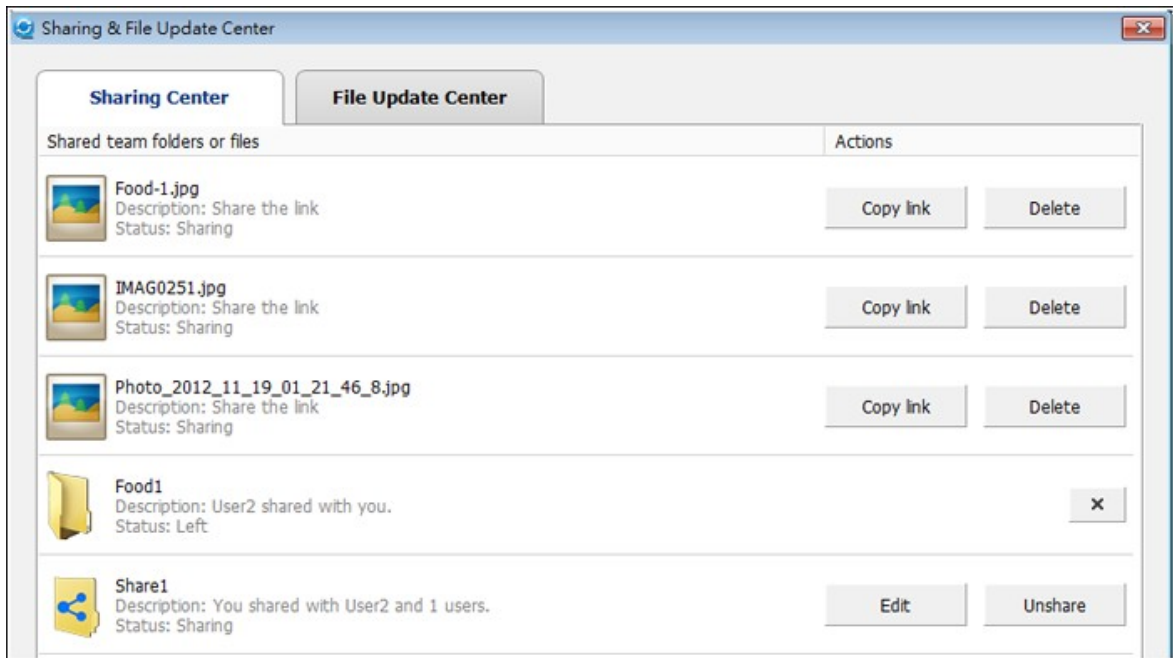 Sharing & File Update Center
Sharing Center
File Update Center
Shared team folders or files
Actions
Food-1.jpg
Description: Share the link
Status: Sharing
Copy link
Delete
IMAG0251.jpg
Description: Share the link
Status: Sharing
Copy link
Delete
Photo_2012_11_19_01_21_46_8.jpg
Description: Share the link
Status: Sharing
Copy link
Delete
Food1
Description: User2 shared with you.
Status: Left
Share1
Description: You shared with User2 and 1 users.
Status: Sharing
Edit
Unshare